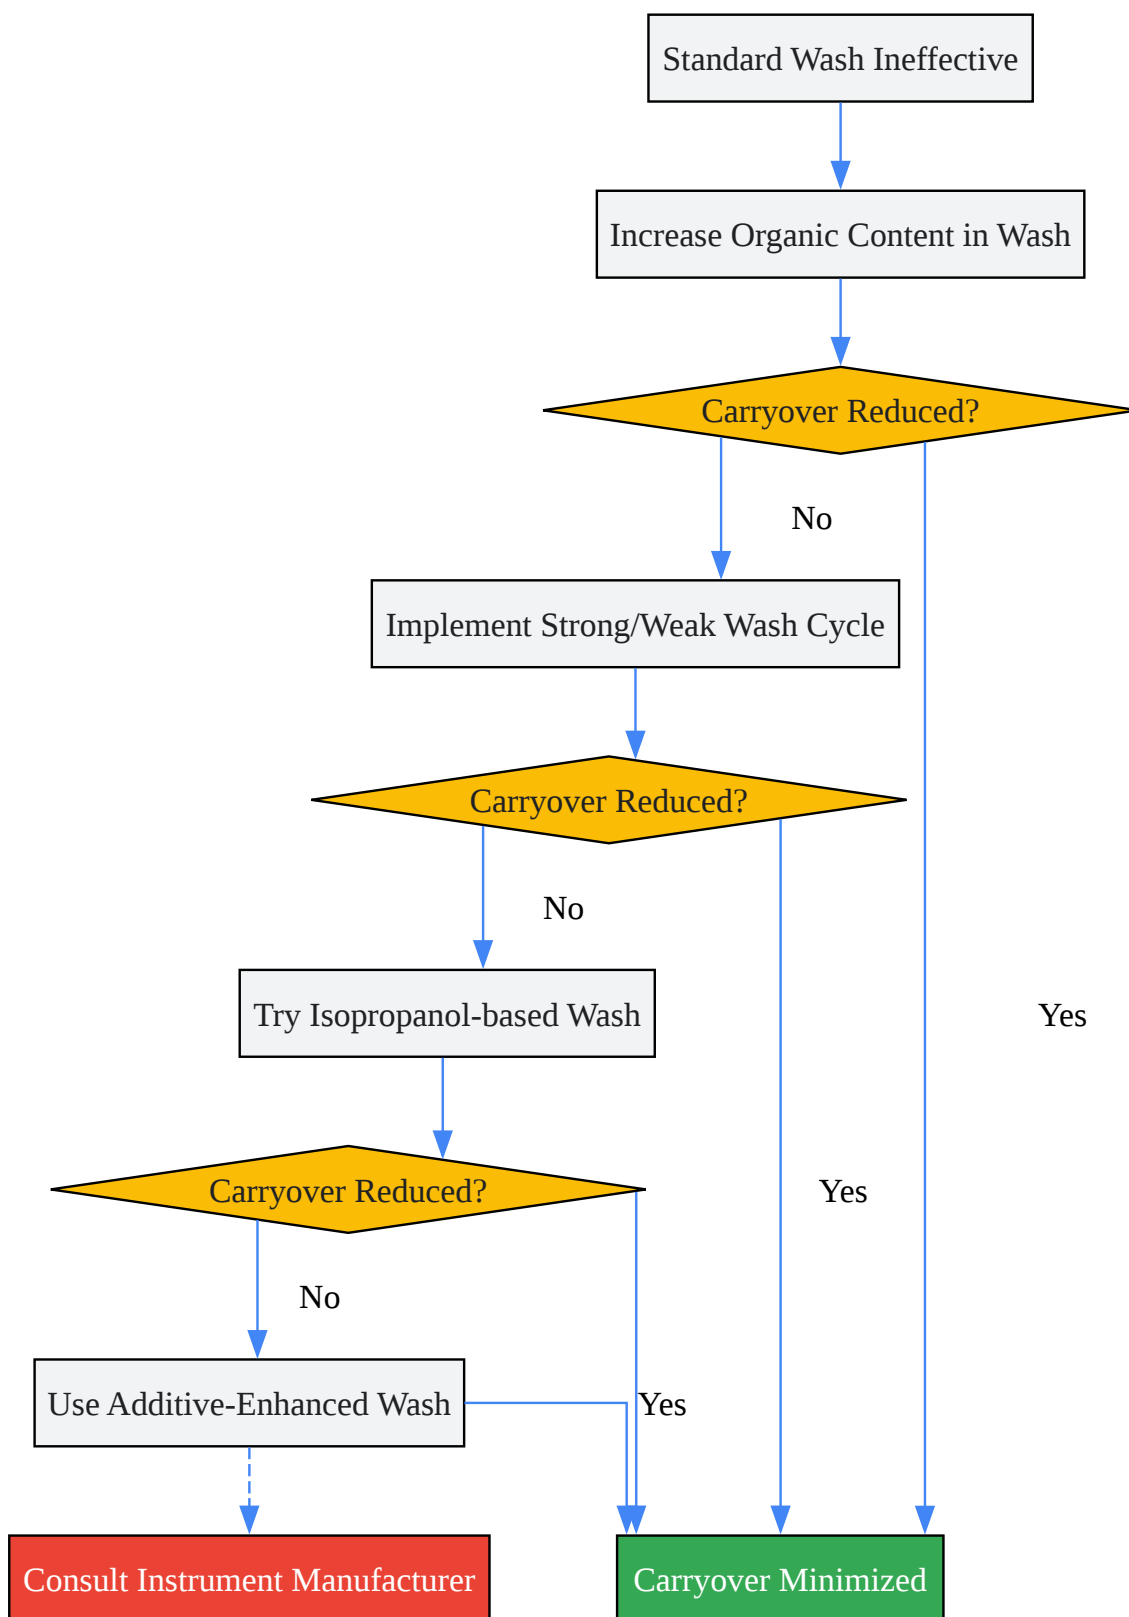 Standard Wash Ineffective
Increase Organic Content in Wash
Carryover Reduced?
No
Implement Strong/Weak Wash Cycle
Carryover Reduced?
No
Try Isopropanol-based Wash
Yes
Carryover Reduced?
Yes
No
Use Additive-Enhanced Wash
Yes
Consult Instrument Manufacturer
Carryover Minimized